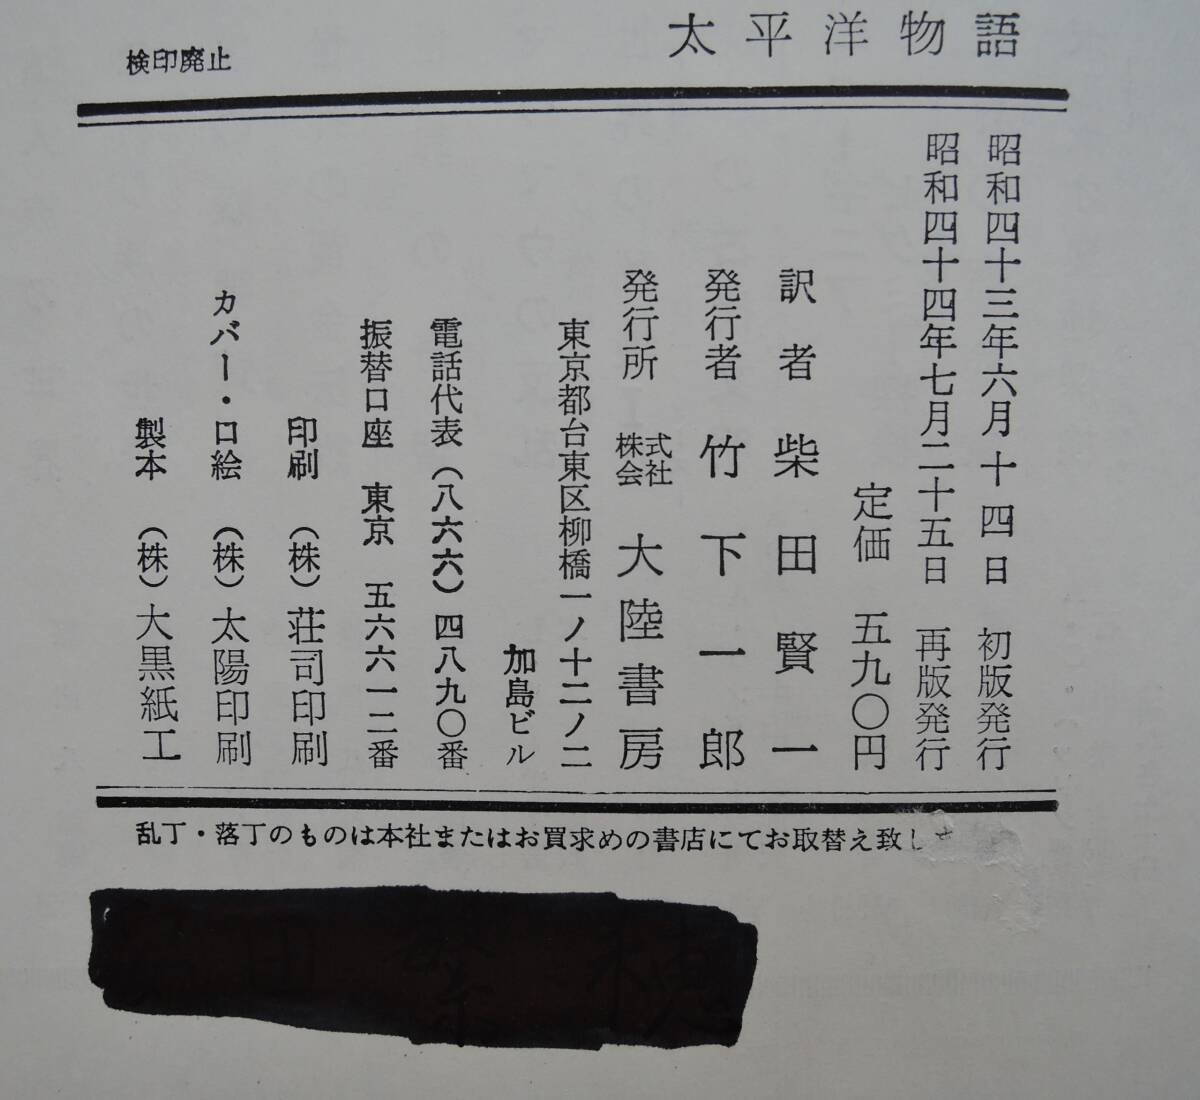 太平洋物語
検印廃止
昭和四十三年六月十四日 初版発行
昭和四十四年七月二十五日 再版発行
定価 五九〇円
訳者 柴田賢一
発行者 竹下一郎
発行所 株式会社 大陸書房
東京都台東区柳橋一ノ十二ノ二
加島ビル
電話代表(八六六)四八九〇番
振替口座 東京 五六六一二番
印刷 (株)荘司印刷
カバー・口絵 (株)太陽印刷
製本 (株)大黒紙工
乱丁・落丁のものは本社またはお買求めの書店にてお取替え致し